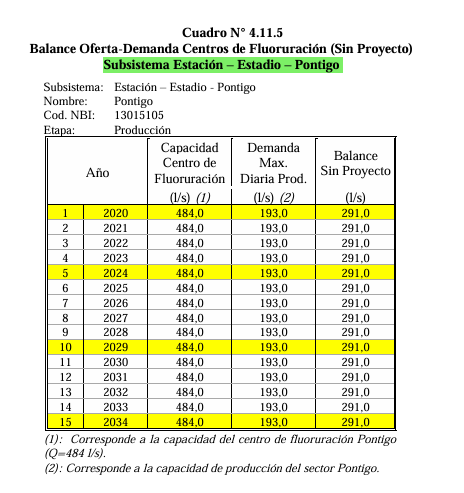 Cuadro N° 4.11.5
Balance Oferta-Demanda Centros de Fluoruración (Sin Proyecto)
Subsistema Estación – Estadio – Pontigo
Subsistema: Estación – Estadio - Pontigo
Nombre: Pontigo
Cod. NBI: 13015105
Etapa: Producción
Año
Capacidad Centro de Fluoruración
Demanda Max. Diaria Prod.
Balance Sin Proyecto
(l/s) (1) (l/s) (2) (l/s)
1 2020 484,0 193,0 291,0
2 2021 484,0 193,0 291,0
3 2022 484,0 193,0 291,0
4 2023 484,0 193,0 291,0
5 2024 484,0 193,0 291,0
6 2025 484,0 193,0 291,0
7 2026 484,0 193,0 291,0
8 2027 484,0 193,0 291,0
9 2028 484,0 193,0 291,0
10 2029 484,0 193,0 291,0
11 2030 484,0 193,0 291,0
12 2031 484,0 193,0 291,0
13 2032 484,0 193,0 291,0
14 2033 484,0 193,0 291,0
15 2034 484,0 193,0 291,0
(1): Corresponde a la capacidad del centro de fluoruración Pontigo
(Q=484 l/s).
(2): Corresponde a la capacidad de producción del sector Pontigo.